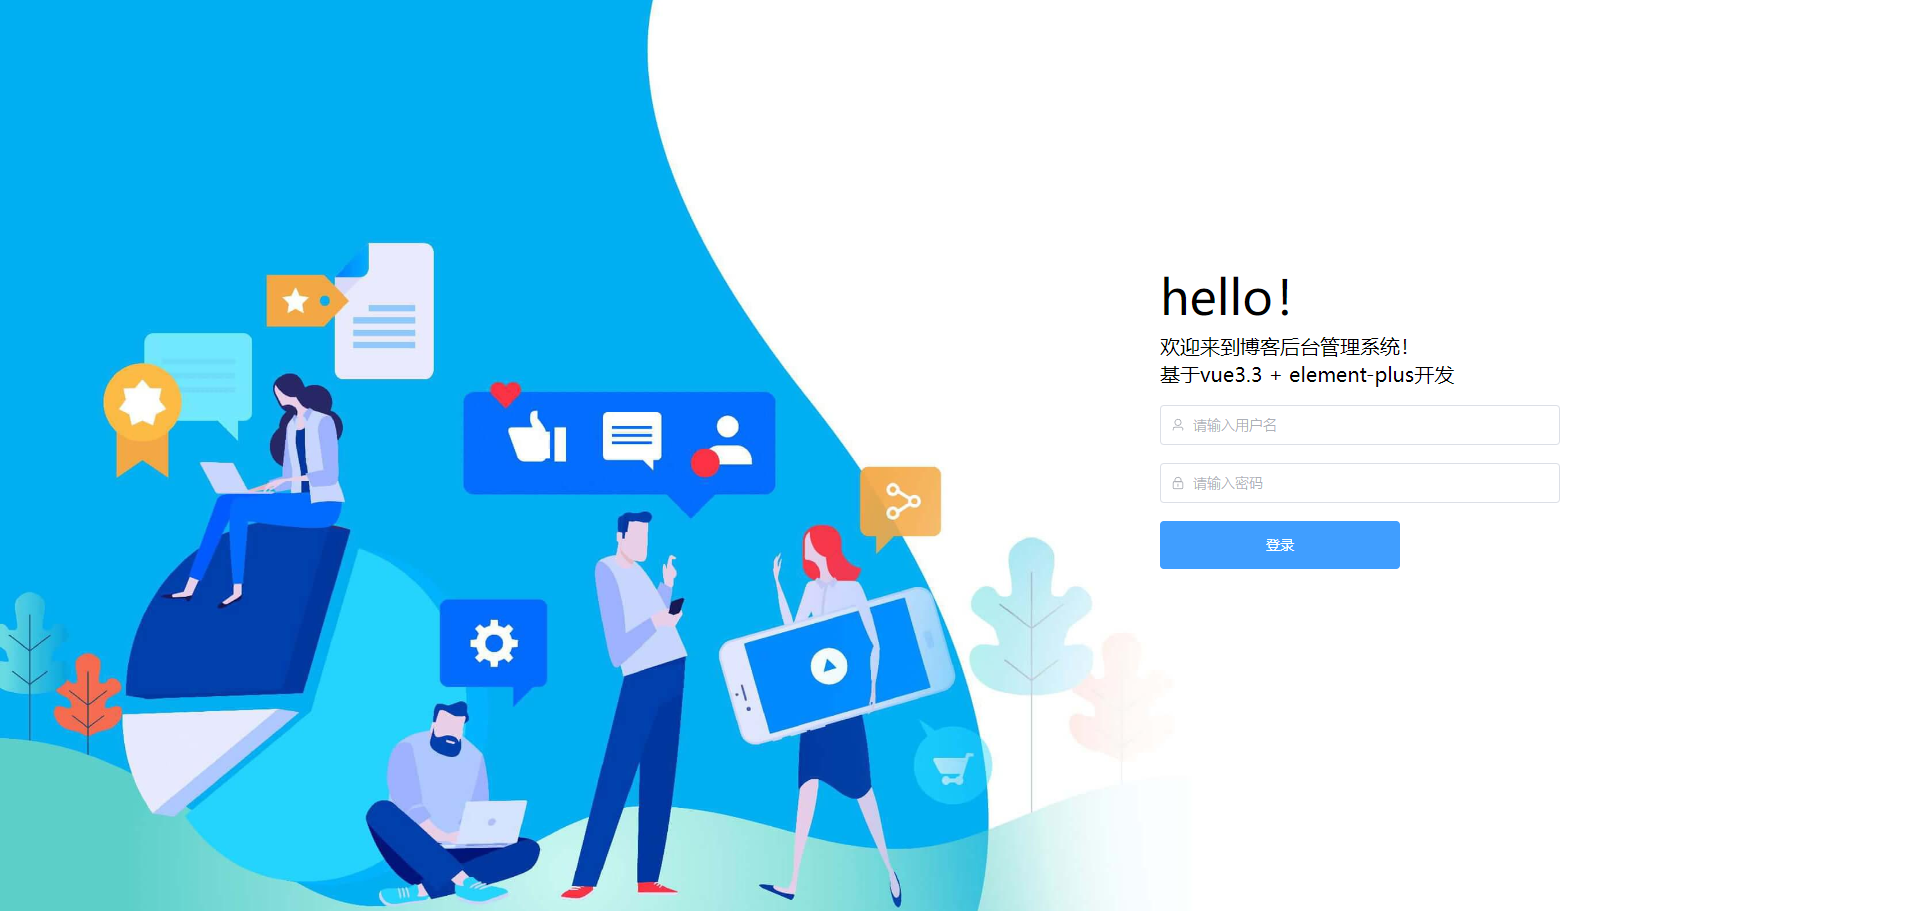 hello！
欢迎来到博客后台管理系统！
基于vue3.3 + element-plus开发
请输入用户名
请输入密码
登录